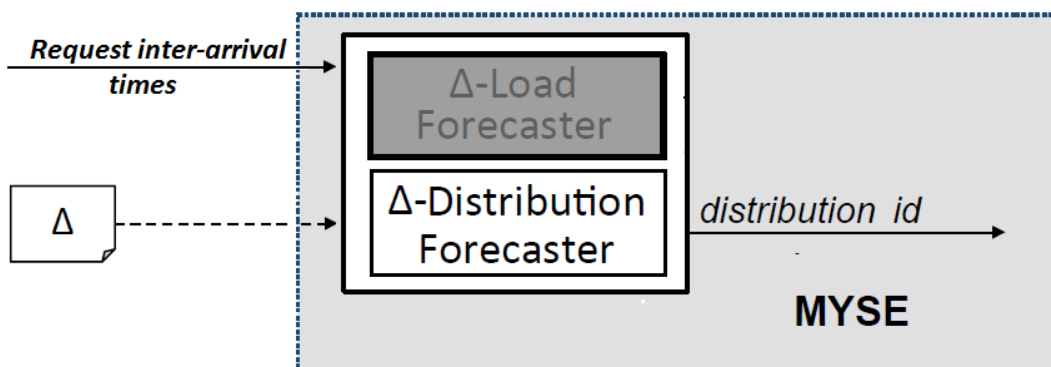 Request inter-arrival
times
Δ-Load
Forecaster
Δ
Δ-Distribution
Forecaster
distribution id
MYSE